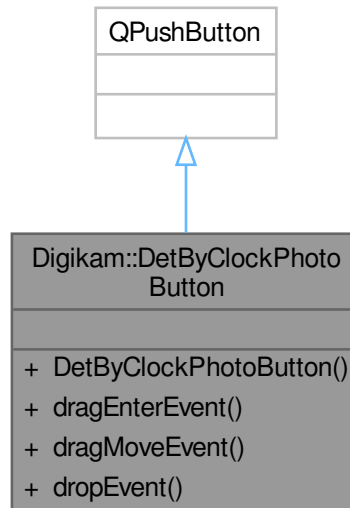 QPushButton
Digikam::DetByClockPhoto
Button
+ DetByClockPhotoButton()
+ dragEnterEvent()
+ dragMoveEvent()
+ dropEvent()